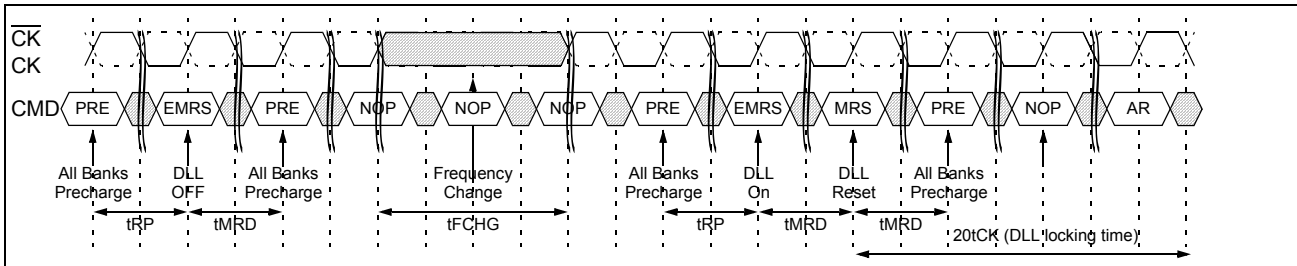 CK
CK
CMD PRE EMRS PRE NOP NOP NOP PRE EMRS MRS PRE NOP AR
All Banks Precharge
DLL OFF
All Banks Precharge
Frequency Change
All Banks Precharge
DLL On
DLL Reset
All Banks Precharge
tRP tMRD tFCHG tRP tMRD tMRD
20tCK (DLL locking time)